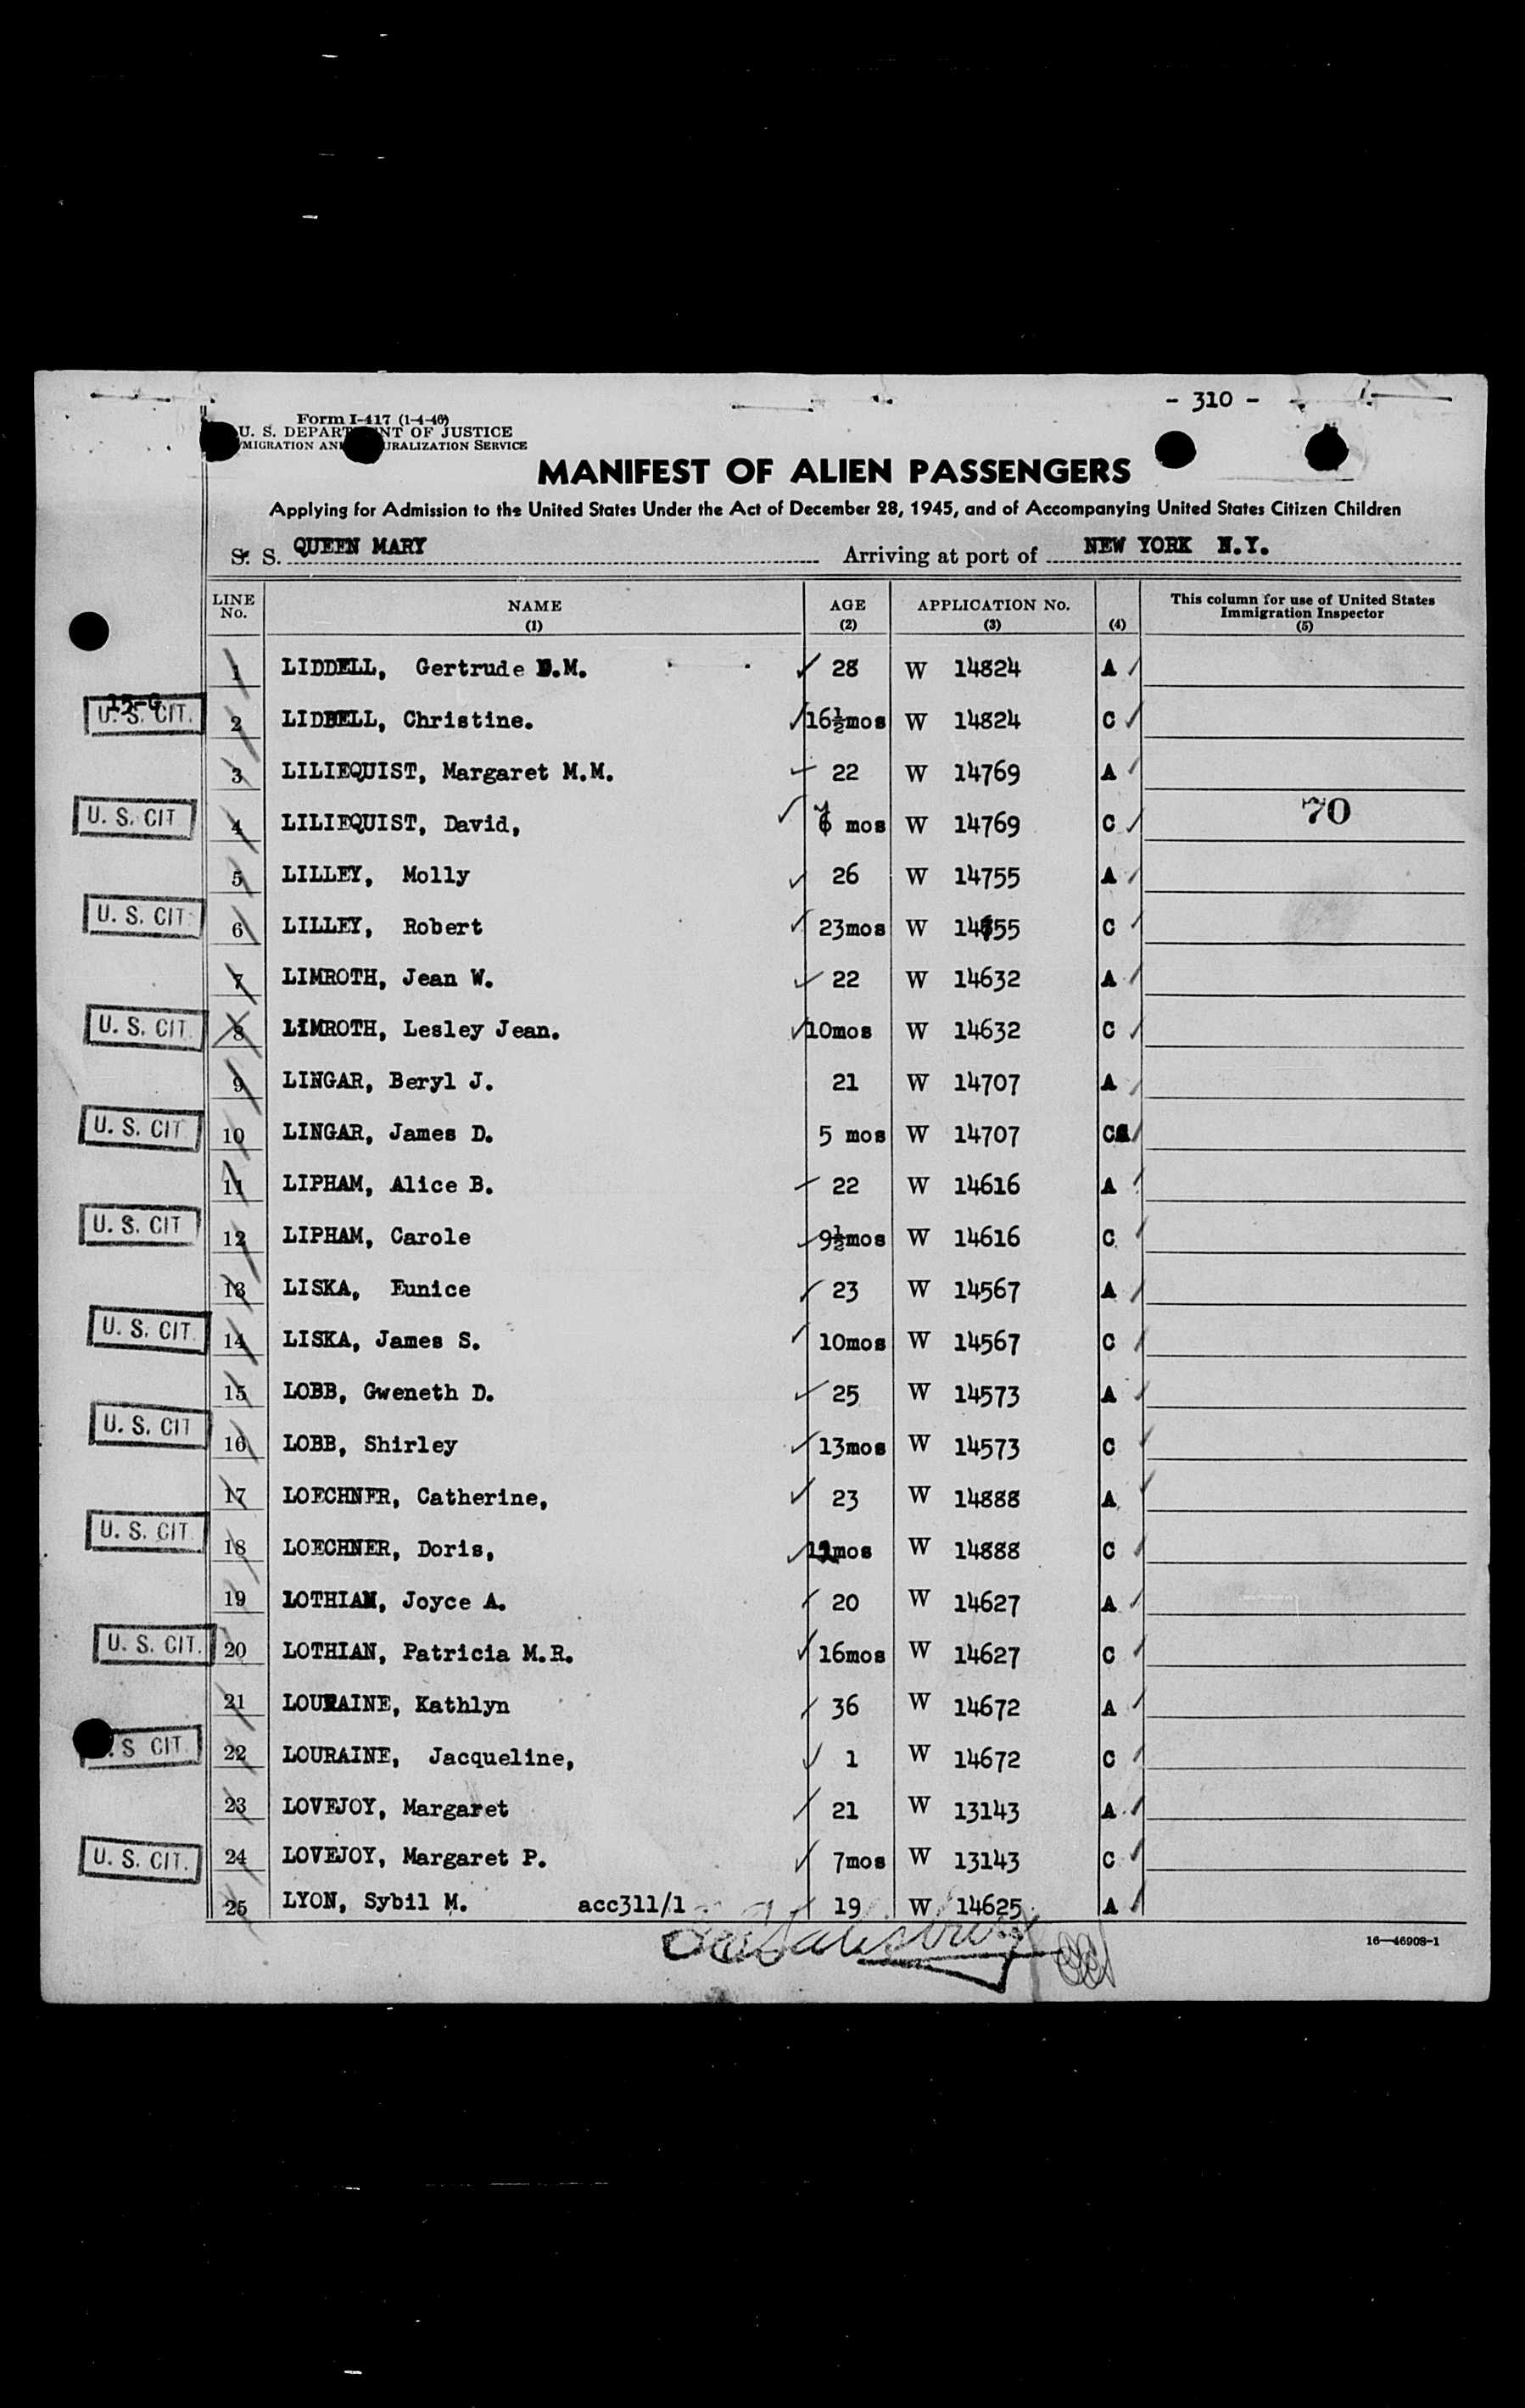 - 310 -
Form I-417 (1-4-46)
U. S. DEPARTMENT OF JUSTICE
IMMIGRATION AND NATURALIZATION SERVICE
MANIFEST OF ALIEN PASSENGERS
Applying for Admission to the United States Under the Act of December 28, 1945, and of Accompanying United States Citizen Children
S. S. QUEEN MARY Arriving at port of NEW YORK N.Y.
LINE No. NAME (1) AGE (2) APPLICATION No. (3) (4) This column for use of United States Immigration Inspector (5)
1 LIDDELL, Gertrude D.M. 28 W 14824 A
15-G
U. S. CIT. 2 LIDDELL, Christine. 16½mos W 14824 C
3 LILIEQUIST, Margaret M.M. 22 W 14769 A
U. S. CIT 4 LILIEQUIST, David, mos W 14769 C 70
5 LILLEY, Molly 26 W 14755 A
U. S. CIT 6 LILLEY, Robert 23mos W 14755 C
7 LIMROTH, Jean W. 22 W 14632 A
U. S. CIT. 8 LIMROTH, Lesley Jean. 10mos W 14632 C
9 LINGAR, Beryl J. 21 W 14707 A
U. S. CIT 10 LINGAR, James D. 5 mos W 14707 C
11 LIPHAM, Alice B. 22 W 14616 A
U. S. CIT 12 LIPHAM, Carole 9½mos W 14616 C
13 LISKA, Eunice 23 W 14567 A
U. S. CIT. 14 LISKA, James S. 10mos W 14567 C
15 LOBB, Gweneth D. 25 W 14573 A
U. S. CIT 16 LOBB, Shirley 13mos W 14573 C
17 LOECHNER, Catherine, 23 W 14888 A
U. S. CIT. 18 LOECHNER, Doris, 12mos W 14888 C
19 LOTHIAN, Joyce A. 20 W 14627 A
U. S. CIT. 20 LOTHIAN, Patricia M.R. 16mos W 14627 C
21 LOURAINE, Kathlyn 36 W 14672 A
U. S CIT. 22 LOURAINE, Jacqueline, 1 W 14672 C
23 LOVEJOY, Margaret 21 W 13143 A
U. S. CIT. 24 LOVEJOY, Margaret P. 7mos W 13143 C
25 LYON, Sybil M. acc311/1 19 W 14625 A
16—46908-1